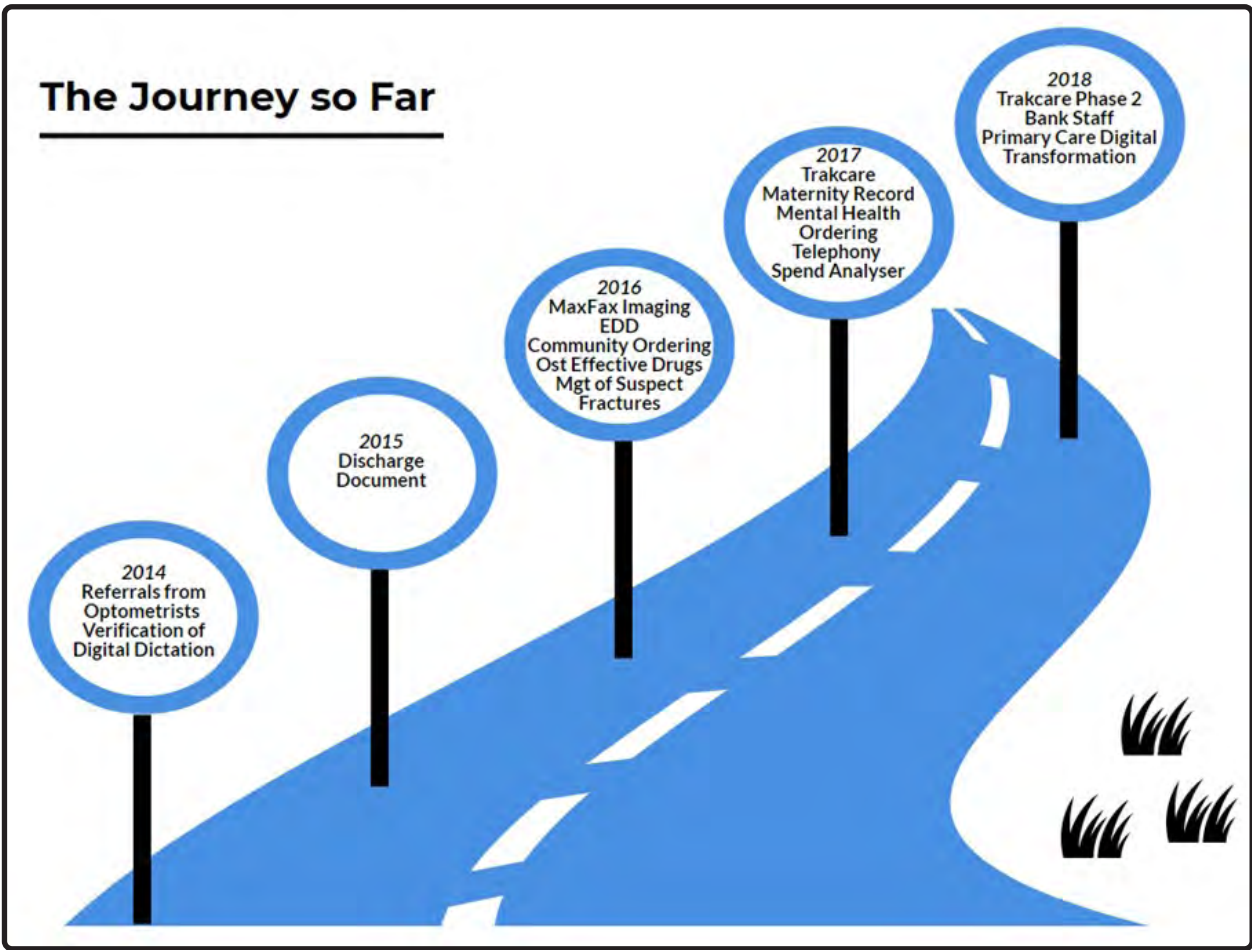 The Journey so Far
2014
Referrals from
Optometrists
Verification of
Digital Dictation
2015
Discharge
Document
2016
MaxFax Imaging
EDD
Community Ordering
Ost Effective Drugs
Mgt of Suspect
Fractures
2017
Trakcare
Maternity Record
Mental Health
Ordering
Telephony
Spend Analyser
2018
Trakcare Phase 2
Bank Staff
Primary Care Digital
Transformation